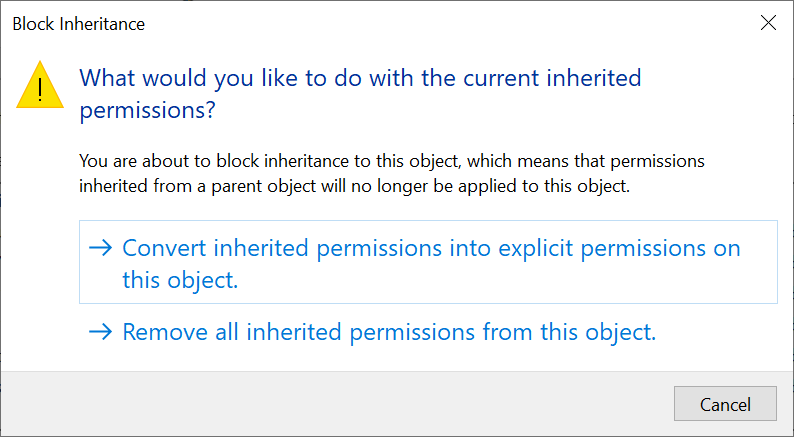 Block Inheritance
What would you like to do with the current inherited
permissions?
You are about to block inheritance to this object, which means that permissions
inherited from a parent object will no longer be applied to this object.
→ Convert inherited permissions into explicit permissions on
this object.
→ Remove all inherited permissions from this object.
Cancel